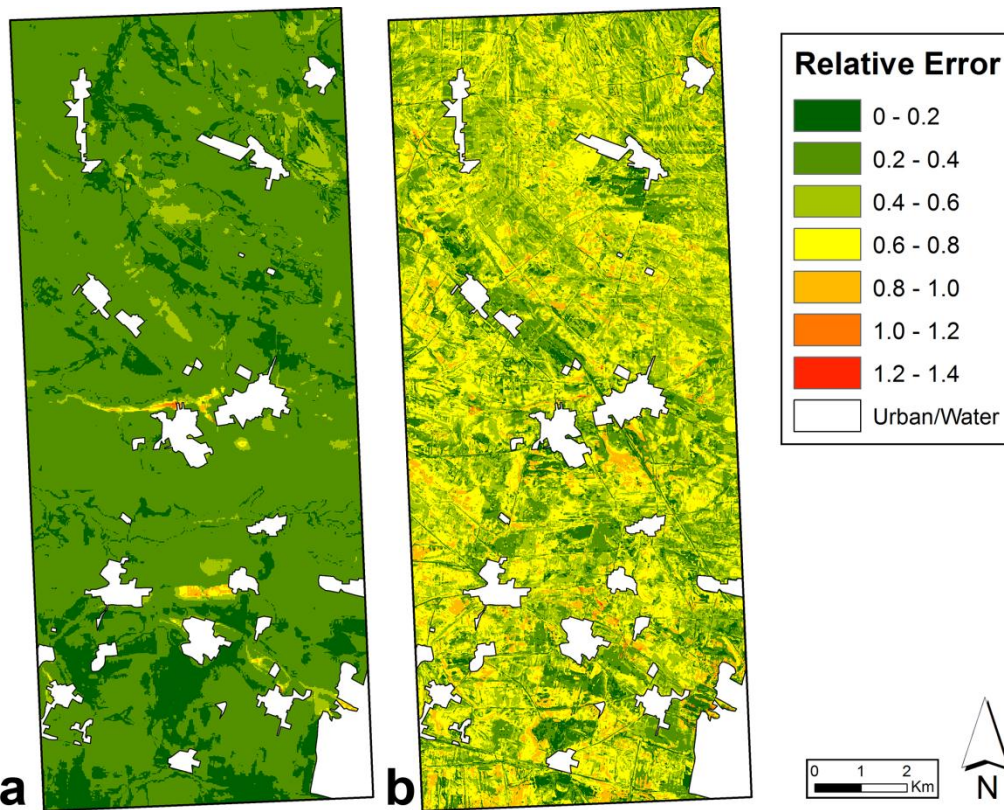 a
b
Relative Error
0 - 0.2
0.2 - 0.4
0.4 - 0.6
0.6 - 0.8
0.8 - 1.0
1.0 - 1.2
1.2 - 1.4
Urban/Water
0 1 2
Km
N